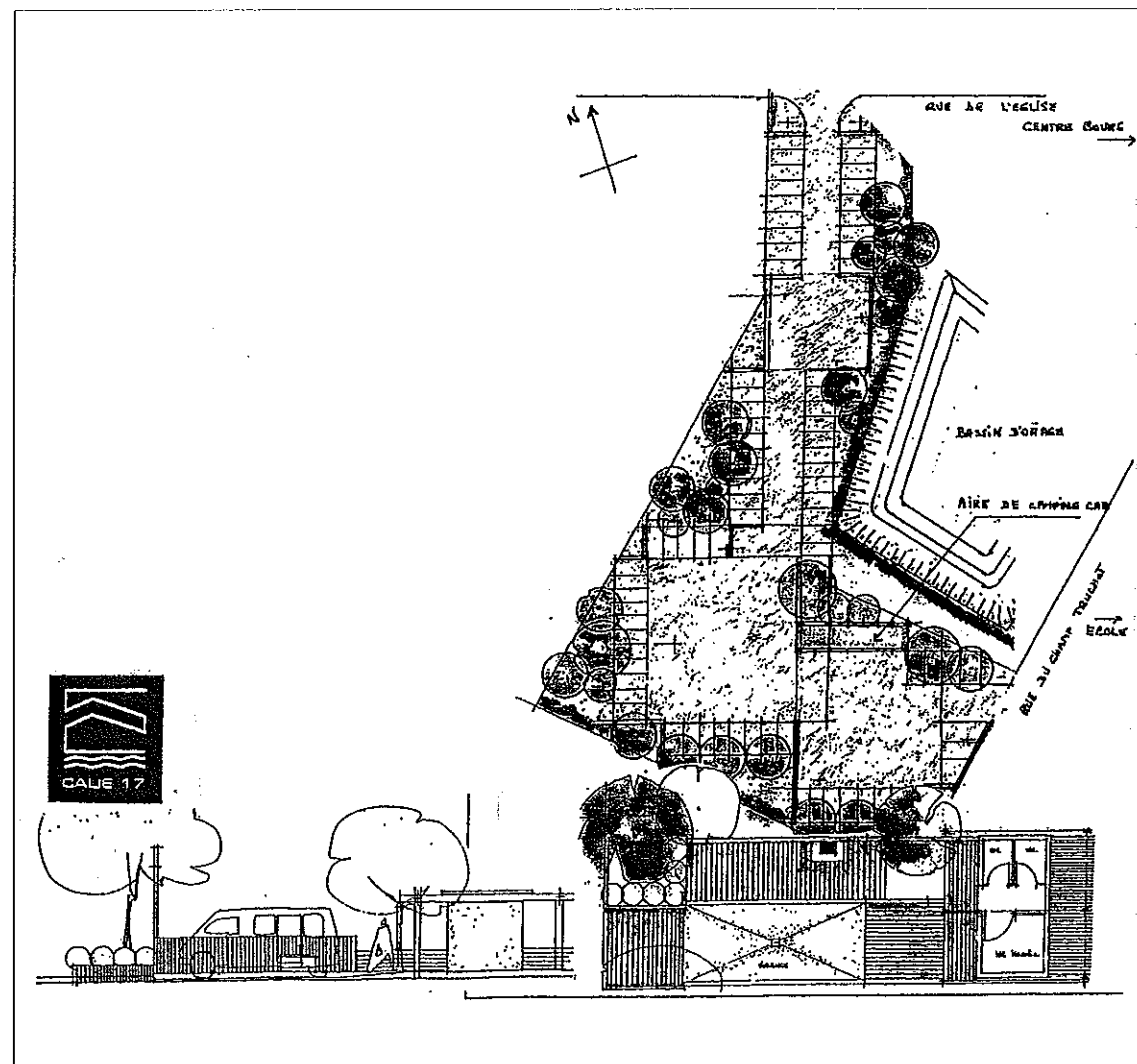 N
RUE DE L'EGLISE
CENTRE BOURG
BASSIN D'ORAGE
AIRE DE CAMPING CAR
ECOLE
RUE DU CHAMP
CAUE 17